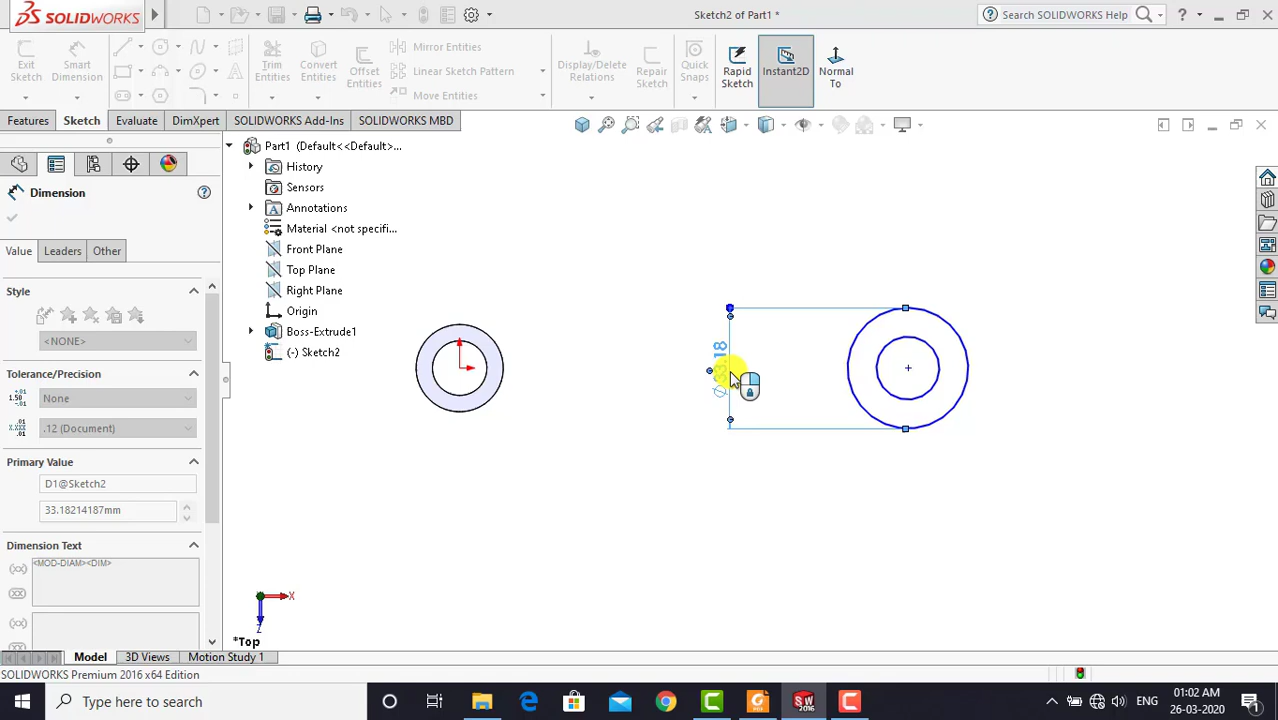 SOLIDWORKS
Sketch2 of Part1 *
Search SOLIDWORKS Help
?
Exit Sketch
Smart Dimension
Trim Entities
Convert Entities
Offset Entities
Mirror Entities
Linear Sketch Pattern
Move Entities
Display/Delete Relations
Repair Sketch
Quick Snaps
Rapid Sketch
Instant2D
Normal To
Features
Sketch
Evaluate
DimXpert
SOLIDWORKS Add-Ins
SOLIDWORKS MBD
Part1 (Default<<Default>...
History
Sensors
Annotations
Material <not specifi...
Front Plane
Top Plane
Right Plane
Origin
Boss-Extrude1
(-) Sketch2
Dimension
?
Value
Leaders
Other
Style
<NONE>
Tolerance/Precision
None
.12 (Document)
Primary Value
D1@Sketch2
33.18214187mm
Dimension Text
<MOD-DIAM><DIM>
∅ 33.18
X
Z
*Top
Model
3D Views
Motion Study 1
SOLIDWORKS Premium 2016 x64 Edition
Type here to search
ENG
01:02 AM
26-03-2020